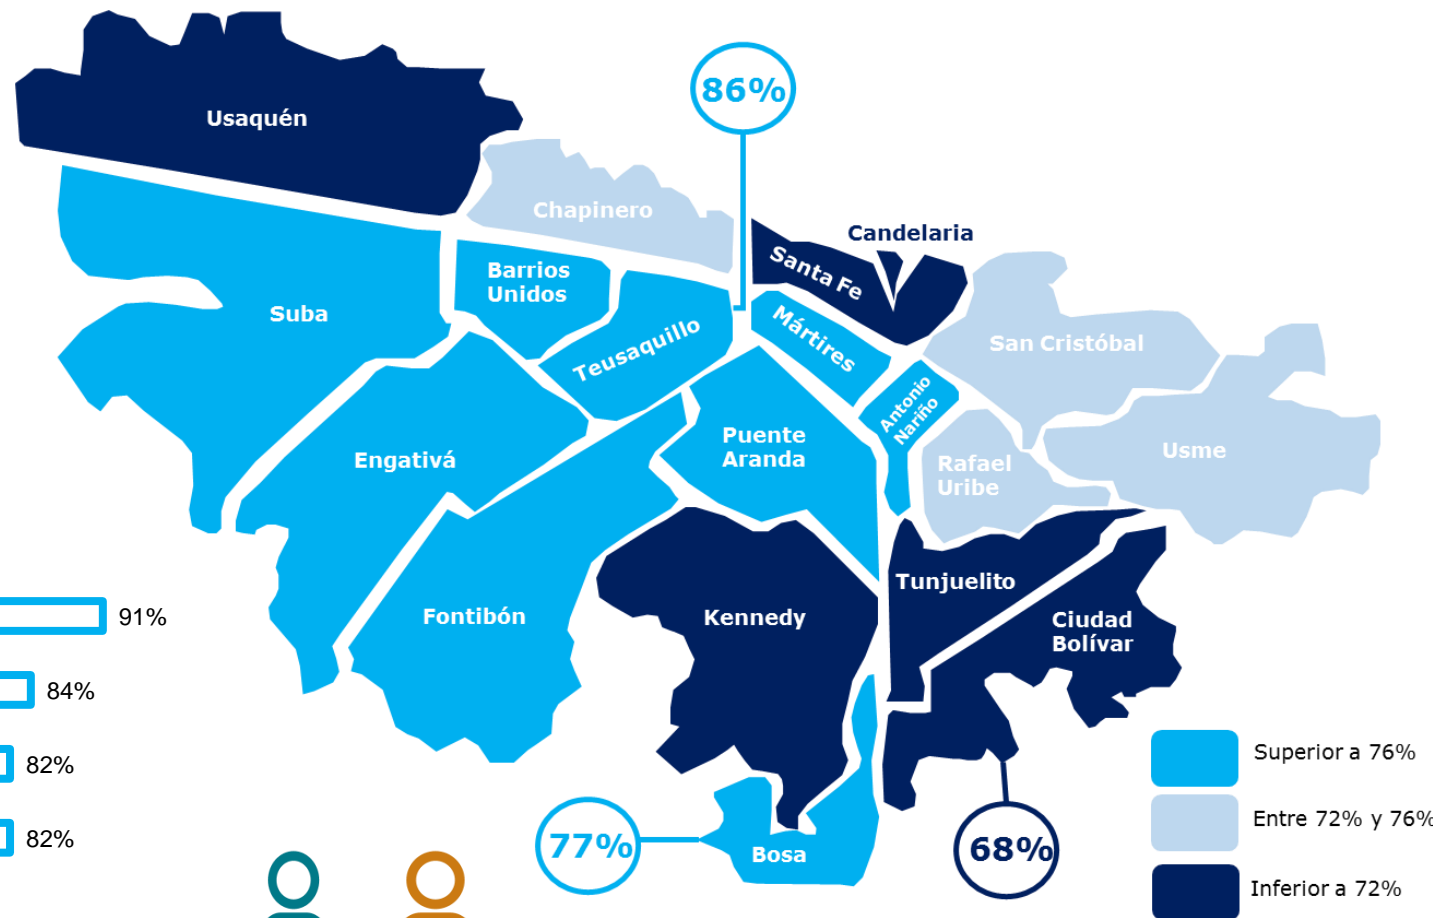 86%
Usaquén
Chapinero
Candelaria
Santa Fe
Barrios
Unidos
Suba
Teusaquillo
Mártires
San Cristóbal
Antonio
Nariño
Puente
Aranda
Engativá
Rafael
Uribe
Usme
Tunjuelito
Fontibón
Kennedy
Ciudad
Bolívar
91%
84%
82%
82%
77%
Bosa
68%
Superior a 76%
Entre 72% y 76%
Inferior a 72%